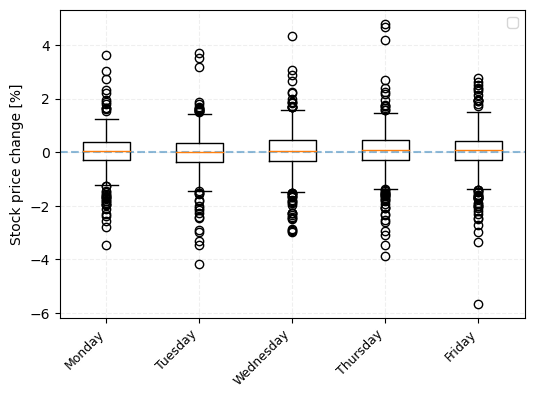 Stock price change [%]
4
2
0
−2
−4
−6
Monday
Tuesday
Wednesday
Thursday
Friday